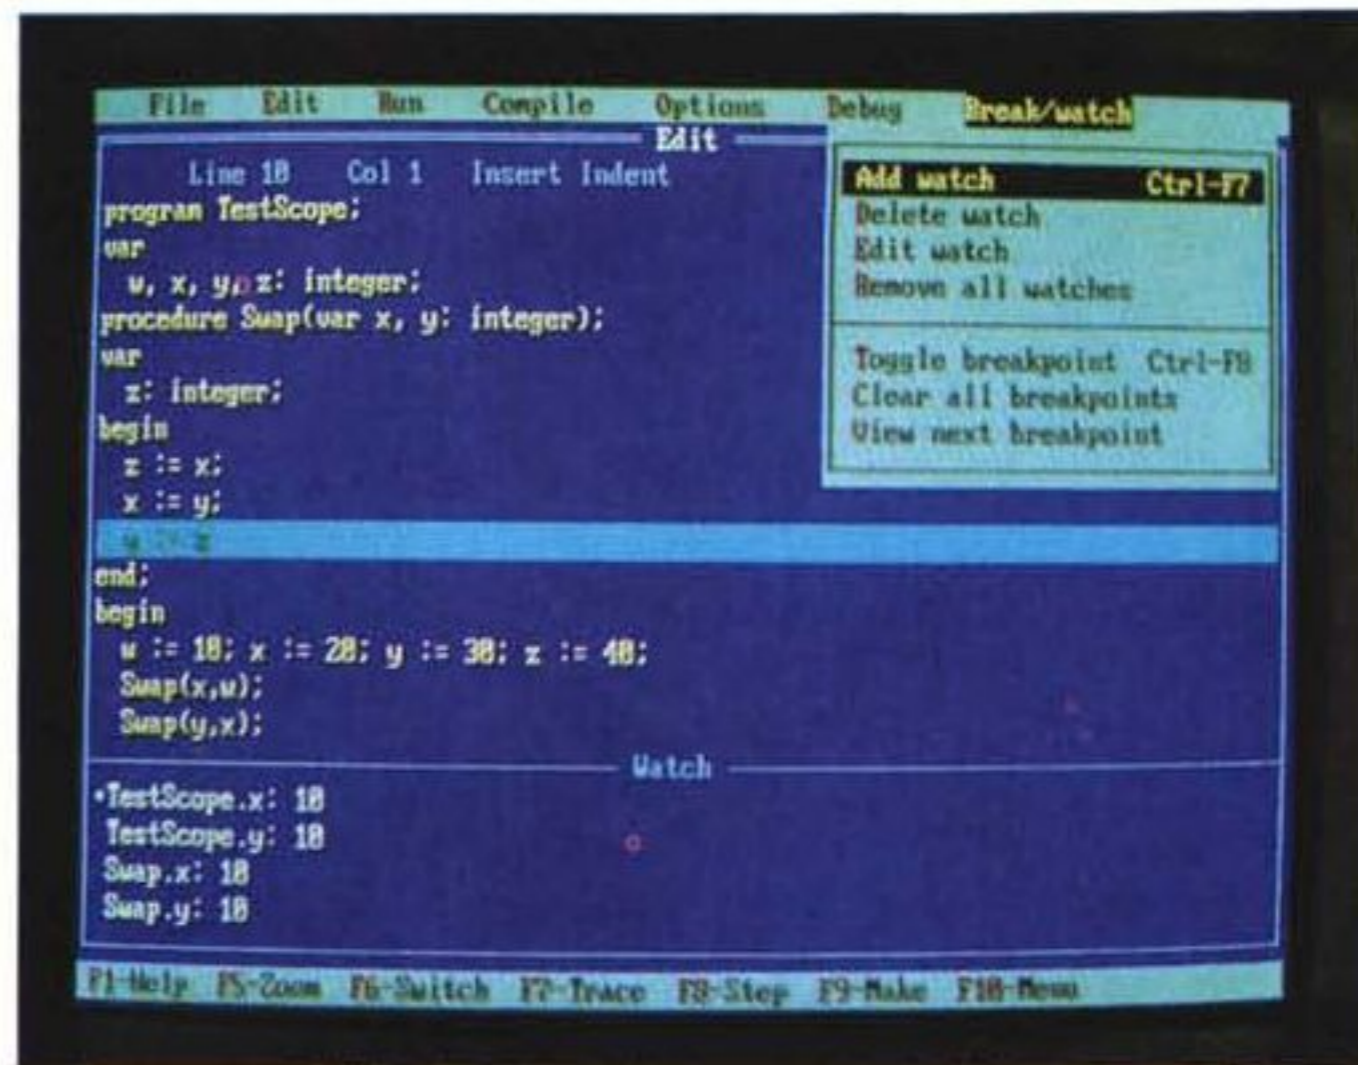 File Edit Run Compile Options Debug Break/watch
Edit
Line 10 Col 1 Insert Indent
program TestScope;
var
w, x, y, z: integer;
procedure Swap(var x, y: integer);
var
z: integer;
begin
z := x;
x := y;
y := z
end;
begin
w := 10; x := 20; y := 30; z := 40;
Swap(x,w);
Swap(y,x);
Add watch Ctrl-F7
Delete watch
Edit watch
Remove all watches
Toggle breakpoint Ctrl-F8
Clear all breakpoints
View next breakpoint
Watch
•TestScope.x: 10
TestScope.y: 10
Swap.x: 10
Swap.y: 10
F1-Help F5-Zoom F6-Switch F7-Trace F8-Step F9-Make F10-Menu